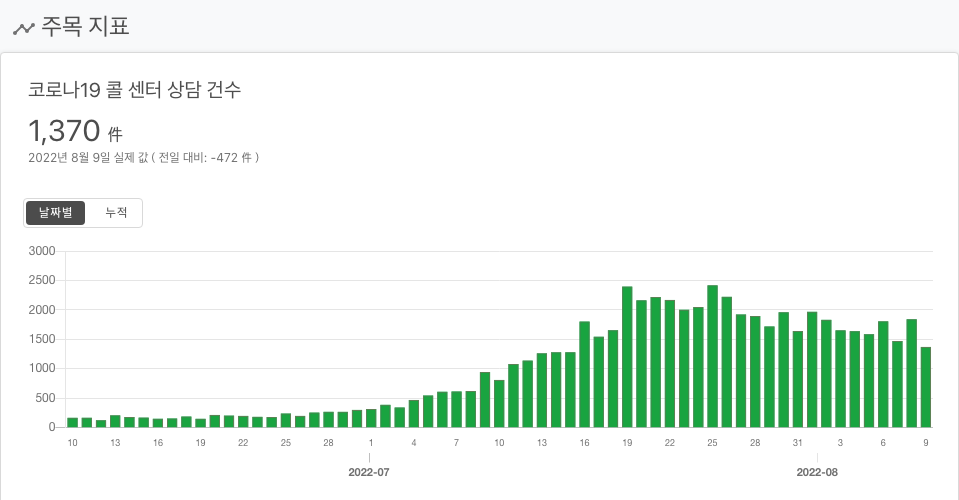 주목 지표
코로나19 콜 센터 상담 건수
1,370 件
2022년 8월 9일 실제 값 ( 전일 대비: -472 件 )
날짜별 누적
3000
2500
2000
1500
1000
500
0
10 13 16 19 22 25 28 1 4 7 10 13 16 19 22 25 28 31 3 6 9
2022-07 2022-08